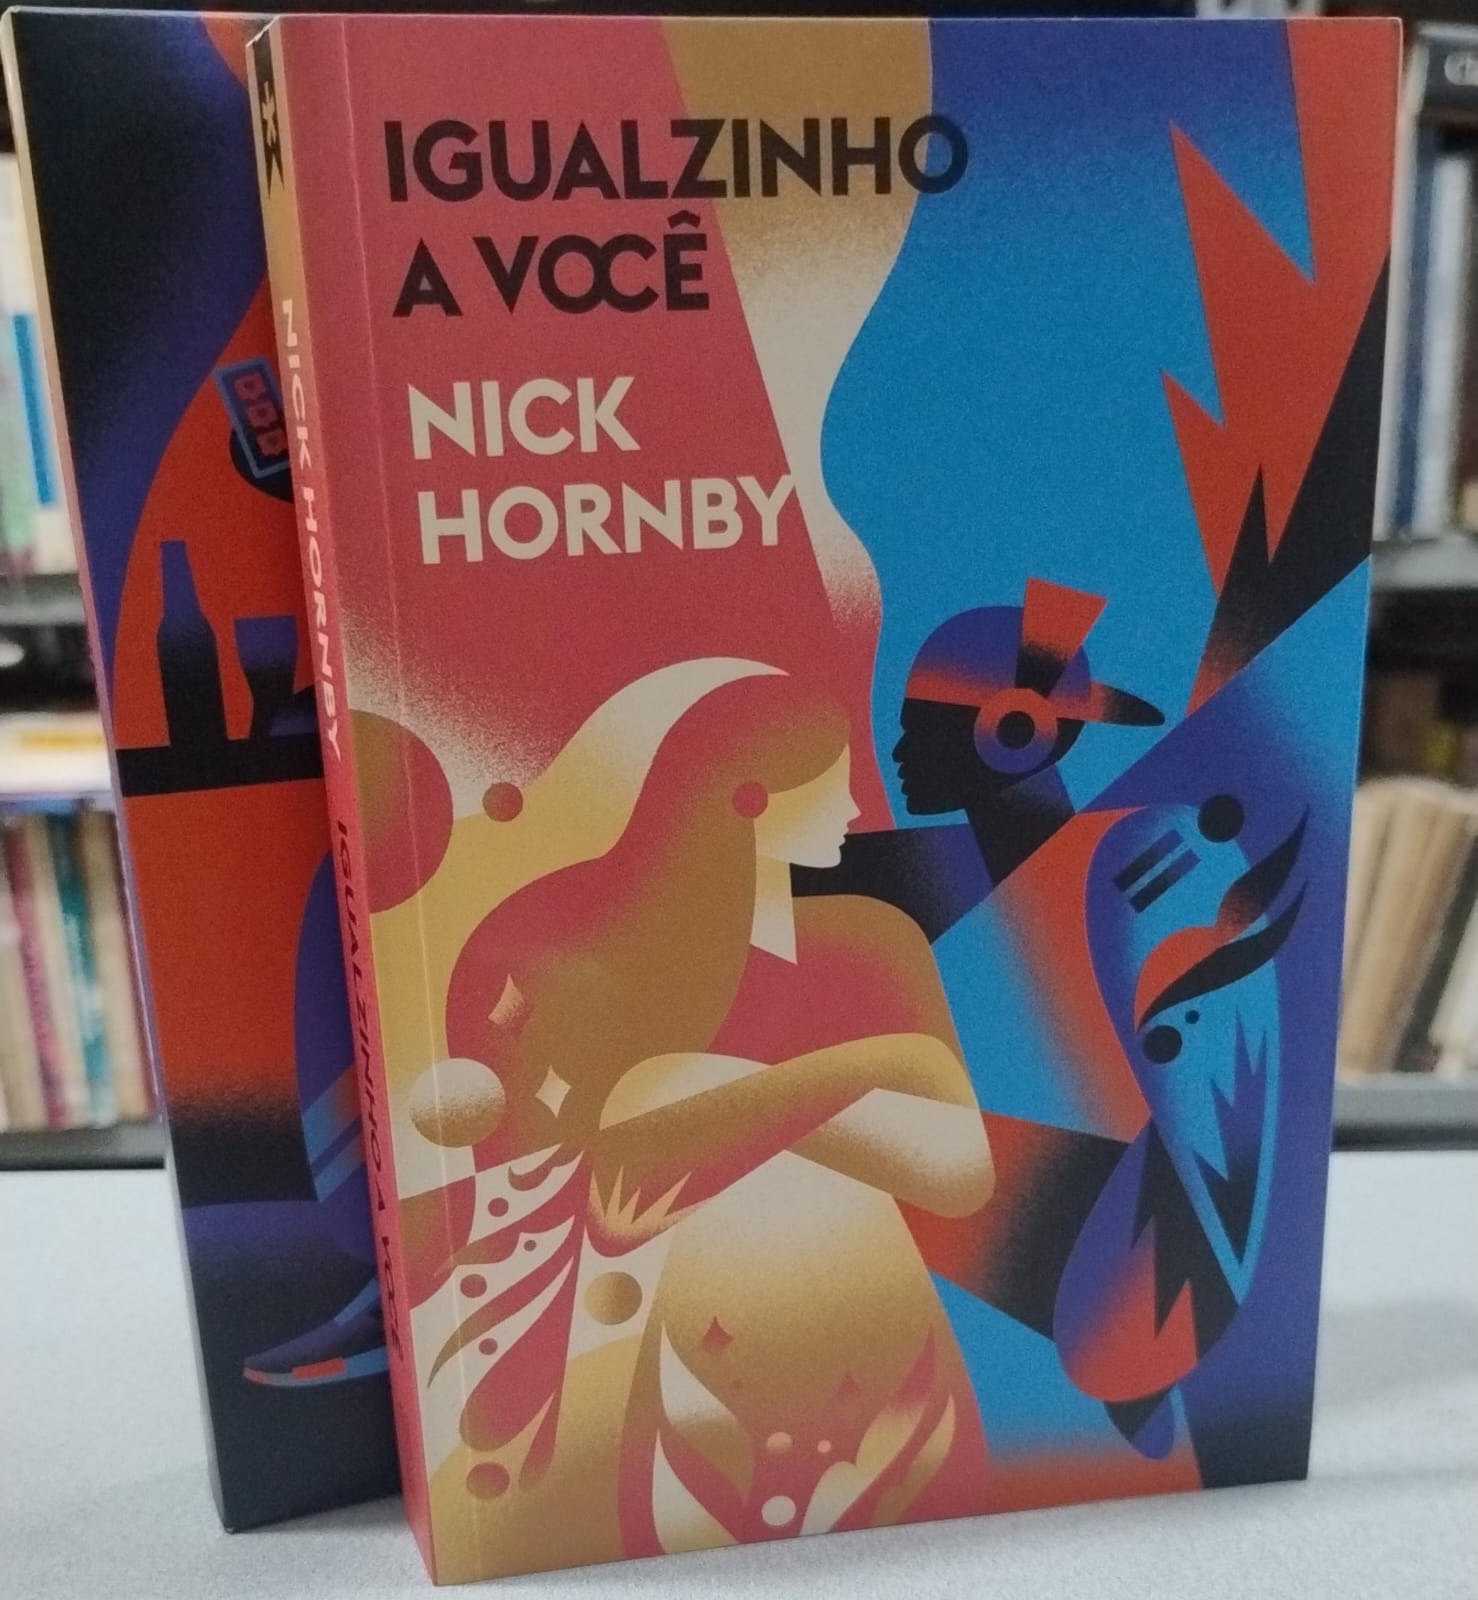 IGUALZINHO
A VOCÊ
NICK
HORNBY
NICK HORNBY IGUALZINHO A VOCÊ